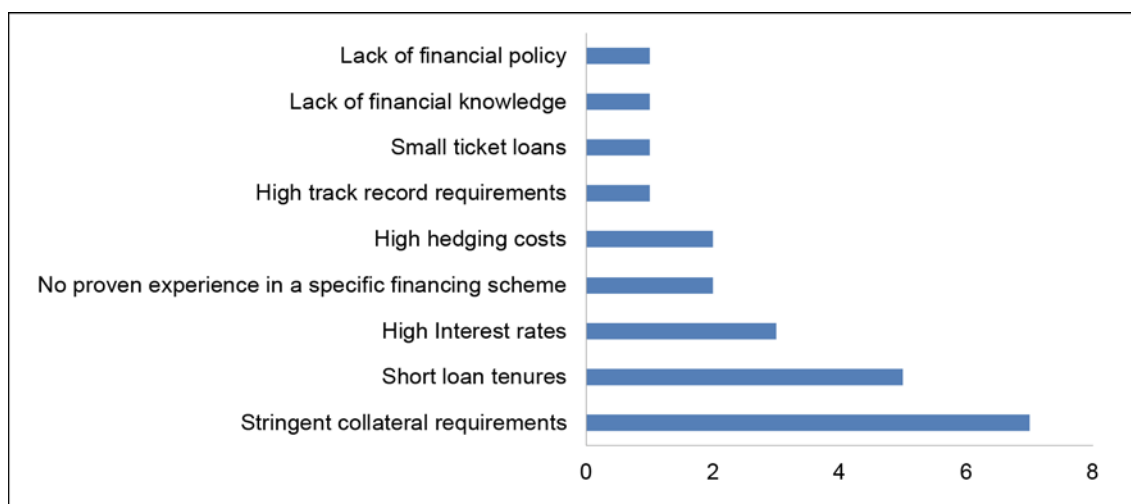 Lack of financial policy
Lack of financial knowledge
Small ticket loans
High track record requirements
High hedging costs
No proven experience in a specific financing scheme
High Interest rates
Short loan tenures
Stringent collateral requirements
0 2 4 6 8